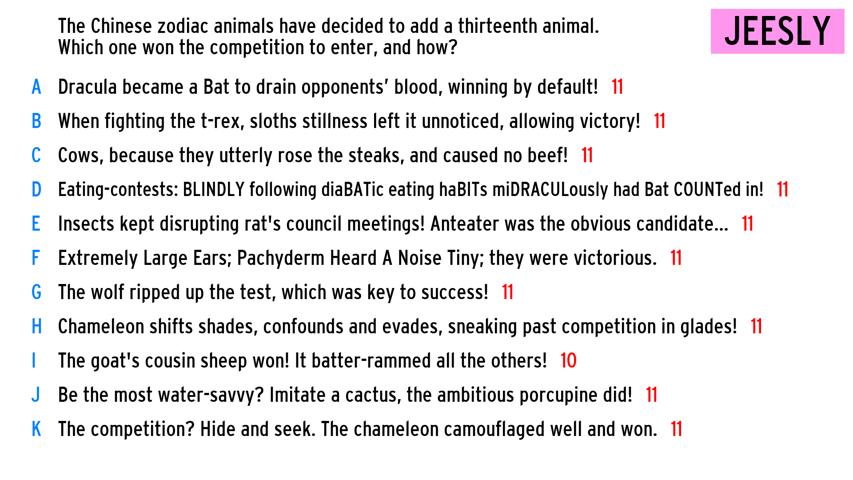 The Chinese zodiac animals have decided to add a thirteenth animal.
Which one won the competition to enter, and how?
JEESLY
A Dracula became a Bat to drain opponents’ blood, winning by default! 11
B When fighting the t-rex, sloths stillness left it unnoticed, allowing victory! 11
C Cows, because they utterly rose the steaks, and caused no beef! 11
D Eating-contests: BLINDLY following diaBATic eating haBITs miDRACULously had Bat COUNTed in! 11
E Insects kept disrupting rat's council meetings! Anteater was the obvious candidate... 11
F Extremely Large Ears; Pachyderm Heard A Noise Tiny; they were victorious. 11
G The wolf ripped up the test, which was key to success! 11
H Chameleon shifts shades, confounds and evades, sneaking past competition in glades! 11
I The goat's cousin sheep won! It batter-rammed all the others! 10
J Be the most water-savvy? Imitate a cactus, the ambitious porcupine did! 11
K The competition? Hide and seek. The chameleon camouflaged well and won. 11